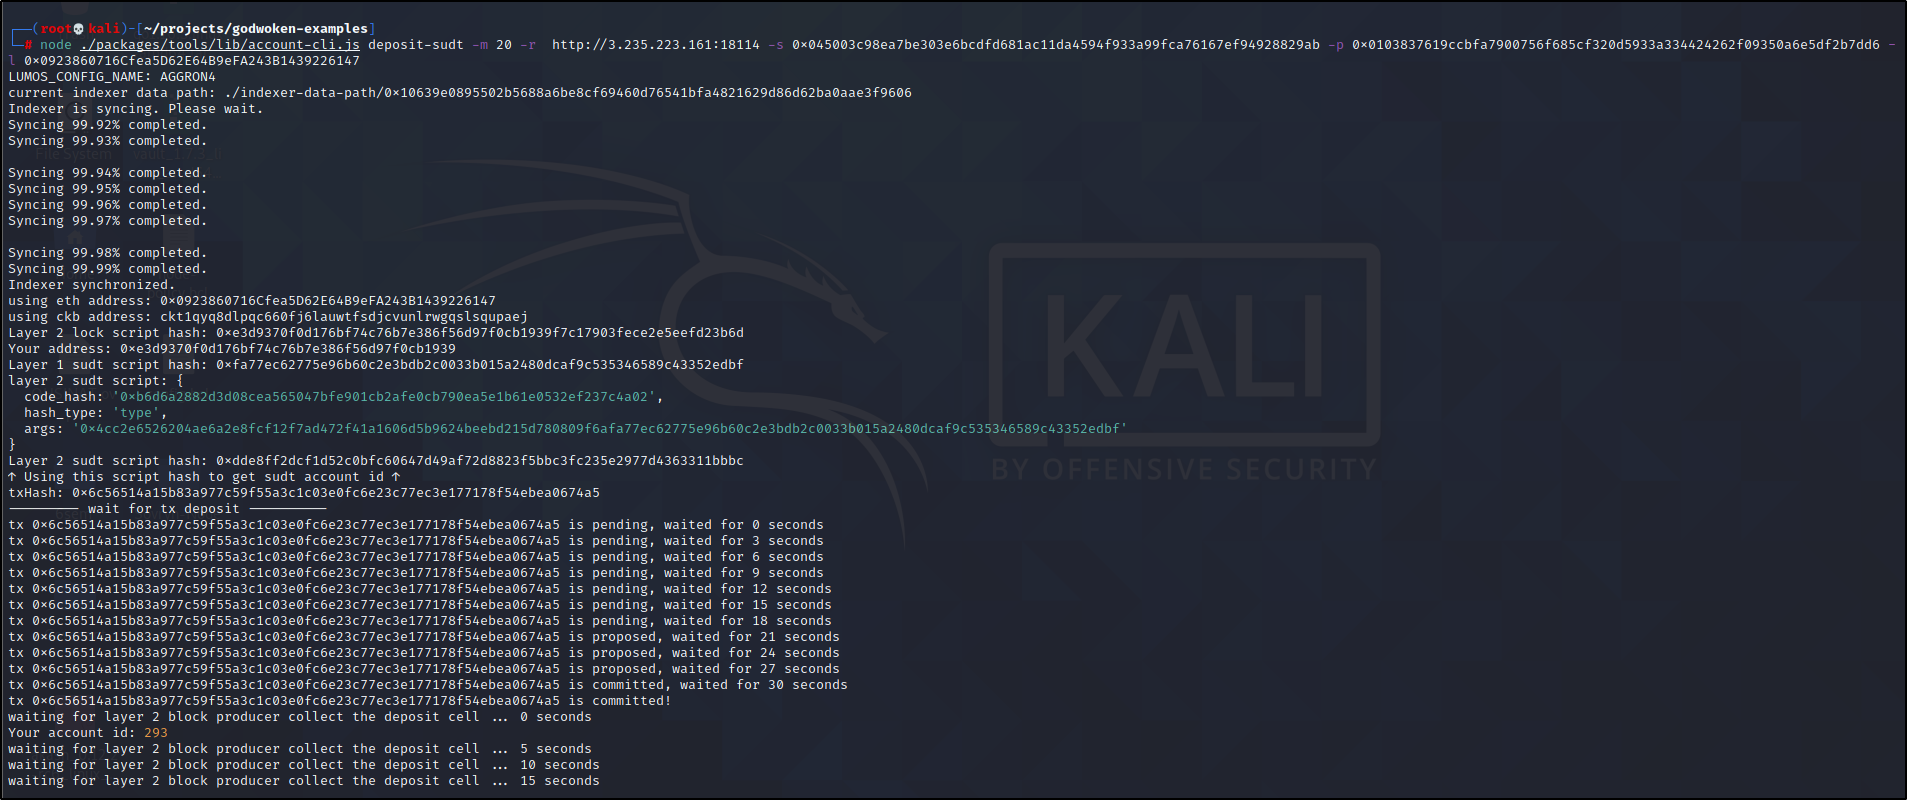 ┌──(root💀kali)-[~/projects/godwoken-examples]
└─# node ./packages/tools/lib/account-cli.js deposit-sudt -m 20 -r  http://3.235.223.161:18114 -s 0×045003c98ea7be303e6bcdfd681ac11da4594f933a99fca76167ef94928829ab -p 0×0103837619ccbfa7900756f685cf320d5933a334424262f09350a6e5df2b7dd6 -
l 0×0923860716Cfea5D62E64B9eFA243B1439226147
LUMOS_CONFIG_NAME: AGGRON4
current indexer data path: ./indexer-data-path/0×10639e0895502b5688a6be8cf69460d76541bfa4821629d86d62ba0aae3f9606
Indexer is syncing. Please wait.
Syncing 99.92% completed.
Syncing 99.93% completed.
File System
Syncing 99.94% completed.
Syncing 99.95% completed.
Syncing 99.96% completed.
Syncing 99.97% completed.
Syncing 99.98% completed.
Syncing 99.99% completed.
Indexer synchronized.
using eth address: 0×0923860716Cfea5D62E64B9eFA243B1439226147
using ckb address: ckt1qyq8dlpqc660fj6lauwtfsdjcvunlrwgqslsqupaej
Layer 2 lock script hash: 0×e3d9370f0d176bf74c76b7e386f56d97f0cb1939f7c17903fece2e5eefd23b6d
Your address: 0×e3d9370f0d176bf74c76b7e386f56d97f0cb1939
Layer 1 sudt script hash: 0×fa77ec62775e96b60c2e3bdb2c0033b015a2480dcaf9c535346589c43352edbf
layer 2 sudt script: {
  code_hash: '0×b6d6a2882d3d08cea565047bfe901cb2afe0cb790ea5e1b61e0532ef237c4a02',
  hash_type: 'type',
  args: '0×4cc2e6526204ae6a2e8fcf12f7ad472f41a1606d5b9624beebd215d780809f6afa77ec62775e96b60c2e3bdb2c0033b015a2480dcaf9c535346589c43352edbf'
}
Layer 2 sudt script hash: 0×dde8ff2dcf1d52c0bfc60647d49af72d8823f5bbc3fc235e2977d4363311bbbc
↑ Using this script hash to get sudt account id ↑
txHash: 0×6c56514a15b83a977c59f55a3c1c03e0fc6e23c77ec3e177178f54ebea0674a5
───────── wait for tx deposit ──────────
tx 0×6c56514a15b83a977c59f55a3c1c03e0fc6e23c77ec3e177178f54ebea0674a5 is pending, waited for 0 seconds
tx 0×6c56514a15b83a977c59f55a3c1c03e0fc6e23c77ec3e177178f54ebea0674a5 is pending, waited for 3 seconds
tx 0×6c56514a15b83a977c59f55a3c1c03e0fc6e23c77ec3e177178f54ebea0674a5 is pending, waited for 6 seconds
tx 0×6c56514a15b83a977c59f55a3c1c03e0fc6e23c77ec3e177178f54ebea0674a5 is pending, waited for 9 seconds
tx 0×6c56514a15b83a977c59f55a3c1c03e0fc6e23c77ec3e177178f54ebea0674a5 is pending, waited for 12 seconds
tx 0×6c56514a15b83a977c59f55a3c1c03e0fc6e23c77ec3e177178f54ebea0674a5 is pending, waited for 15 seconds
tx 0×6c56514a15b83a977c59f55a3c1c03e0fc6e23c77ec3e177178f54ebea0674a5 is pending, waited for 18 seconds
tx 0×6c56514a15b83a977c59f55a3c1c03e0fc6e23c77ec3e177178f54ebea0674a5 is proposed, waited for 21 seconds
tx 0×6c56514a15b83a977c59f55a3c1c03e0fc6e23c77ec3e177178f54ebea0674a5 is proposed, waited for 24 seconds
tx 0×6c56514a15b83a977c59f55a3c1c03e0fc6e23c77ec3e177178f54ebea0674a5 is proposed, waited for 27 seconds
tx 0×6c56514a15b83a977c59f55a3c1c03e0fc6e23c77ec3e177178f54ebea0674a5 is committed, waited for 30 seconds
tx 0×6c56514a15b83a977c59f55a3c1c03e0fc6e23c77ec3e177178f54ebea0674a5 is committed!
waiting for layer 2 block producer collect the deposit cell ... 0 seconds
Your account id: 293
waiting for layer 2 block producer collect the deposit cell ... 5 seconds
waiting for layer 2 block producer collect the deposit cell ... 10 seconds
waiting for layer 2 block producer collect the deposit cell ... 15 seconds
KALI
BY OFFENSIVE SECURITY